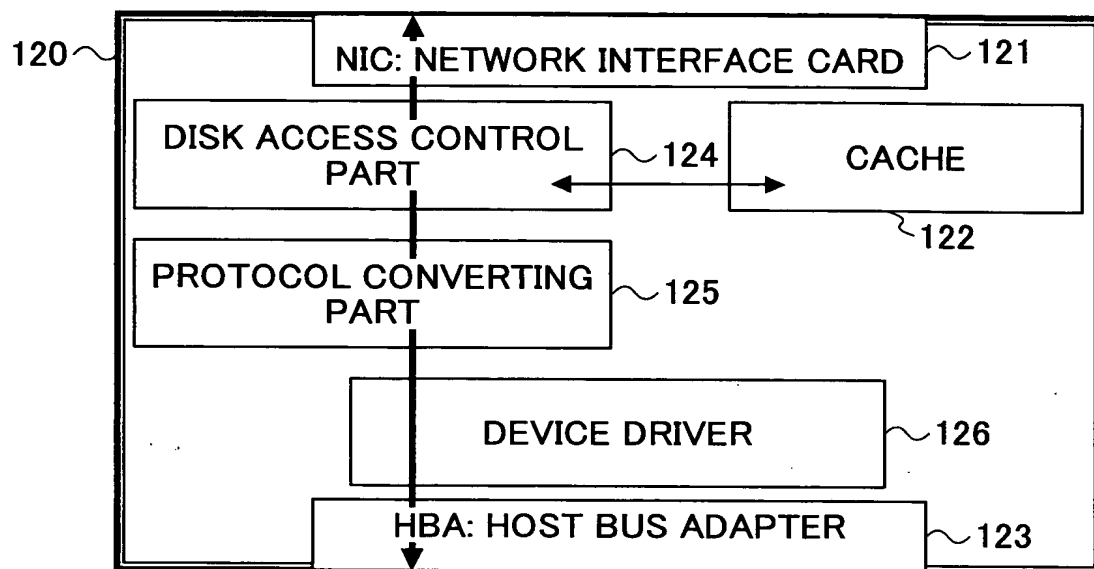 120
NIC: NETWORK INTERFACE CARD
121
DISK ACCESS CONTROL
PART
124
CACHE
122
PROTOCOL CONVERTING
PART
125
DEVICE DRIVER
126
HBA: HOST BUS ADAPTER
123